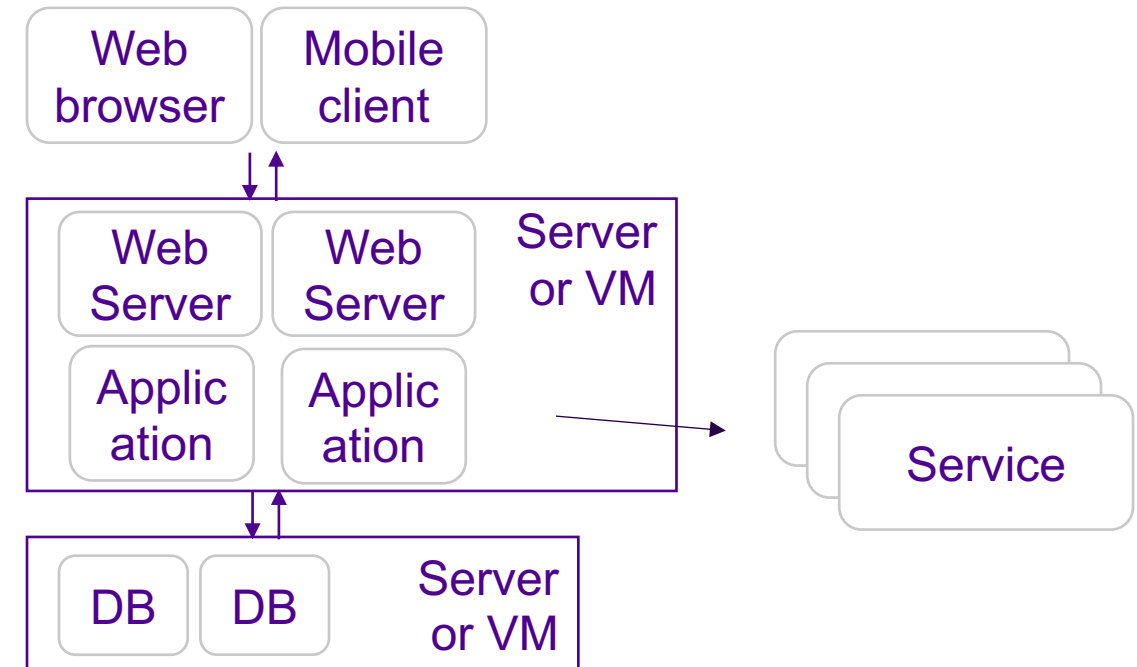 Web
browser
Mobile
client
Web
Server
Web
Server
Server
or VM
Applic
ation
Applic
ation
Service
DB
DB
Server
or VM